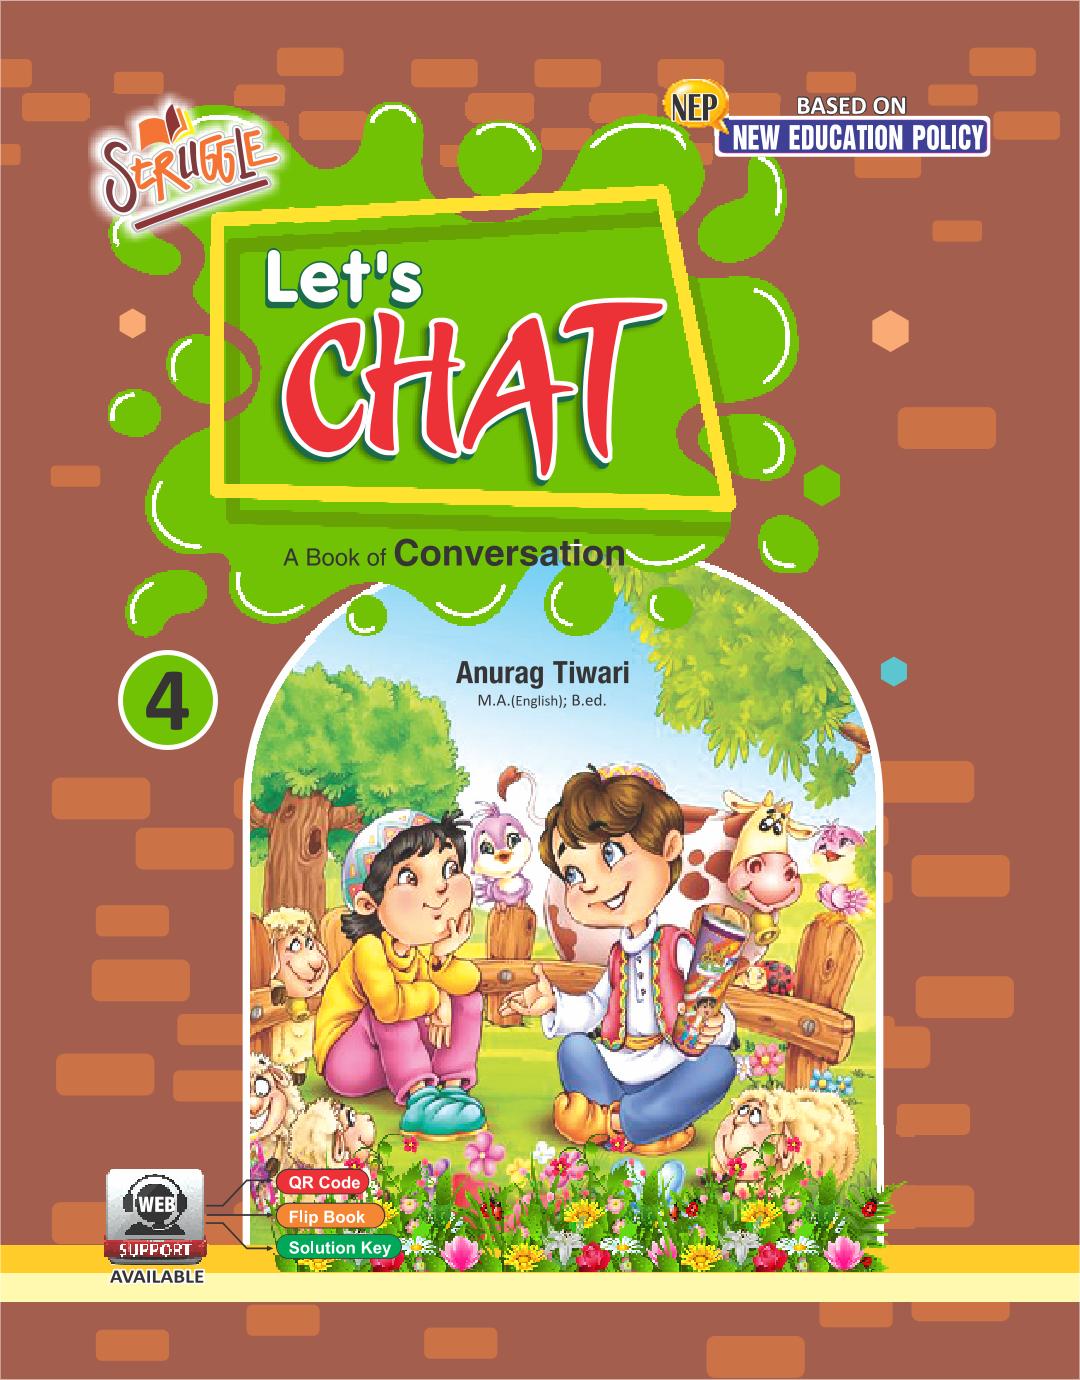 STRUGGLE
NEP
BASED ON
NEW EDUCATION POLICY
Let's
CHAT
A Book of Conversation
Anurag Tiwari
M.A.(English); B.ed.
4
WEB
SUPPORT
AVAILABLE
QR Code
Flip Book
Solution Key